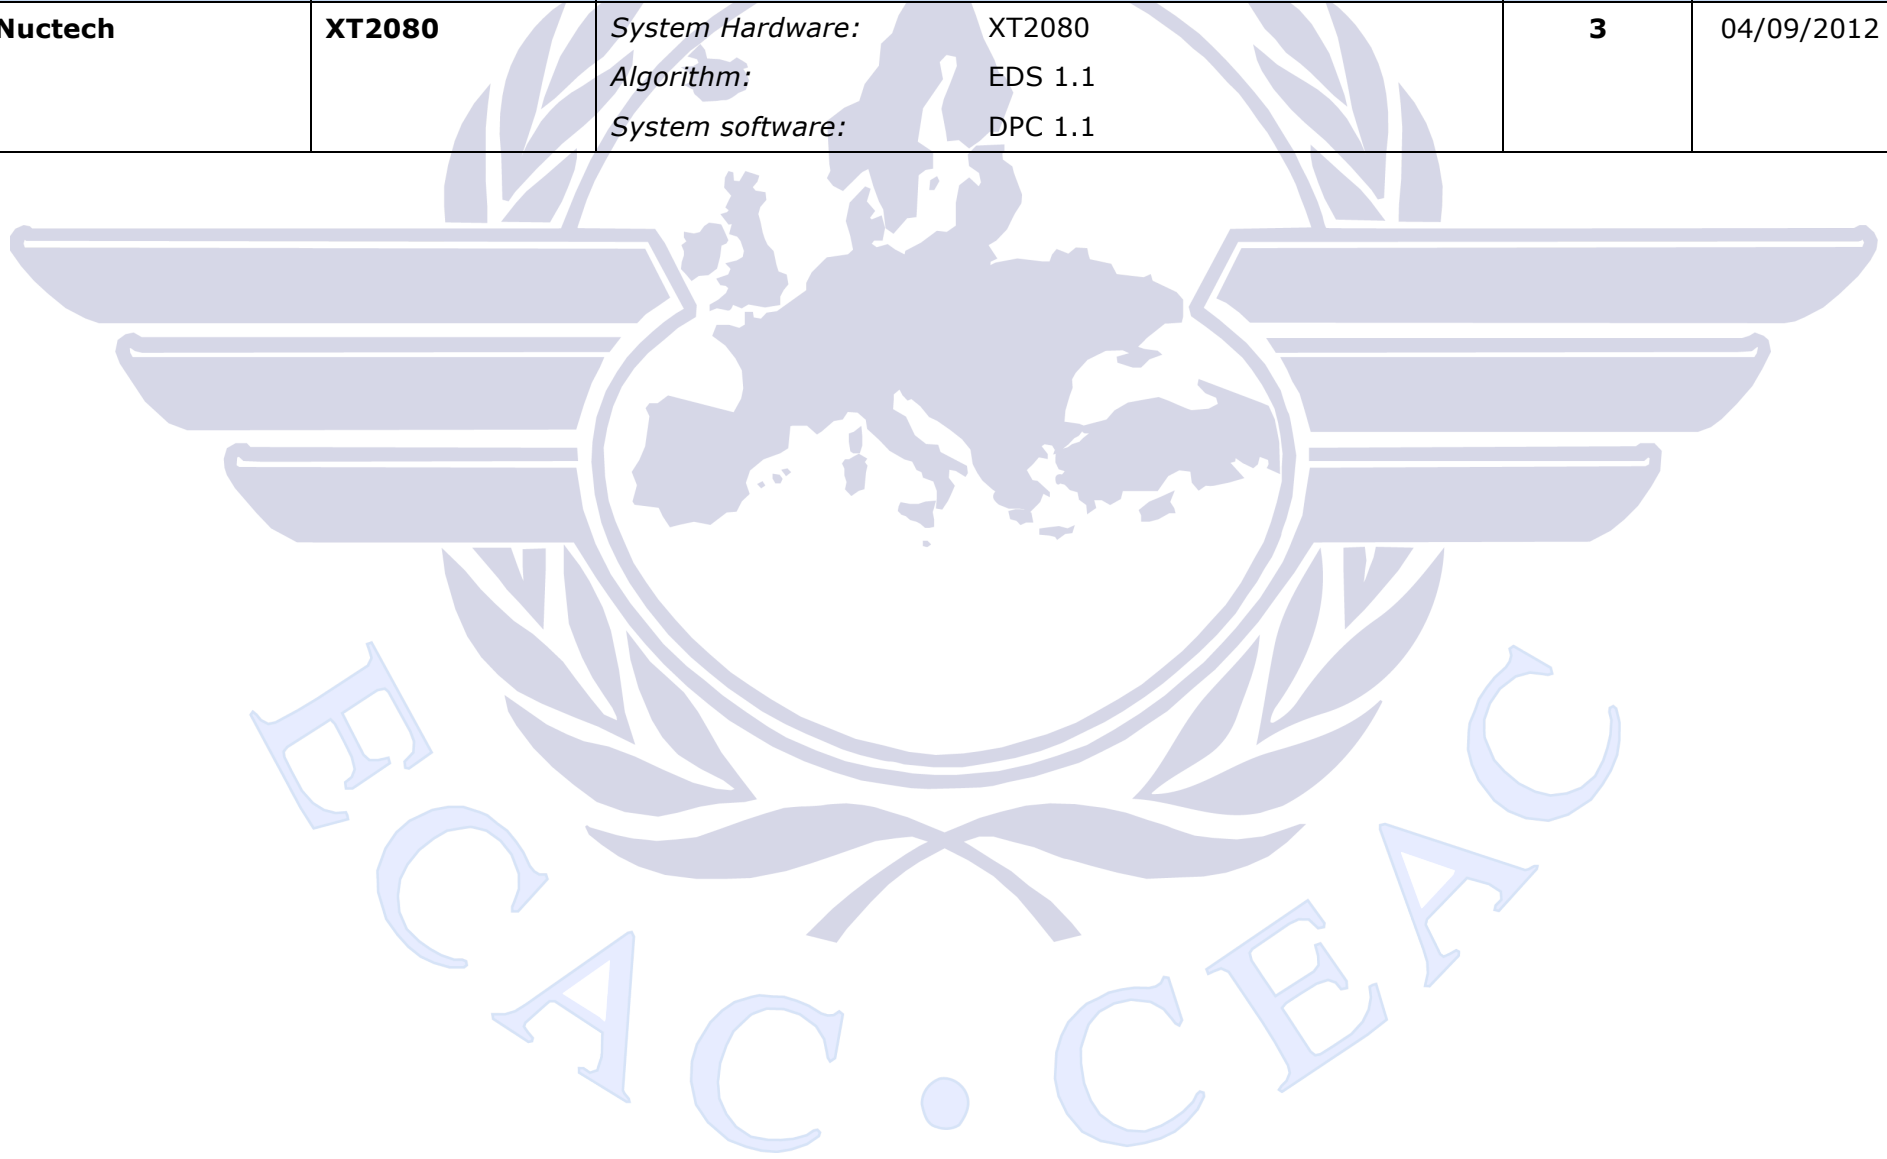 Nuctech XT2080 System Hardware: XT2080 3 04/09/2012
Algorithm: EDS 1.1
System software: DPC 1.1
ECAC • CEAC